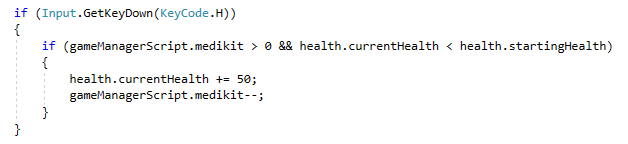 if (Input.GetKeyDown(KeyCode.H))
{
if (gameManagerScript.medikit > 0 && health.currentHealth < health.startingHealth)
{
health.currentHealth += 50;
gameManagerScript.medikit--;
}
}